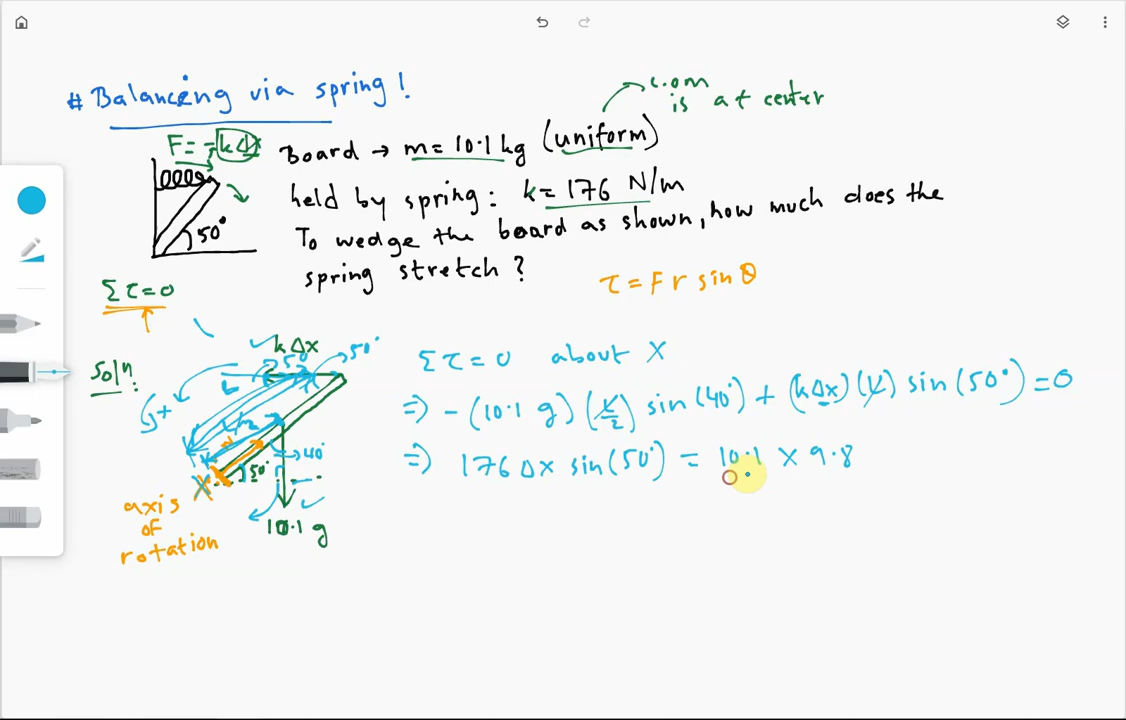 # Balancing via spring!
c.om is at center
F = -kΔx
Board → m = 10.1 kg (uniform)
held by spring: k = 176 N/m
50°
To wedge the board as shown, how much does the
spring stretch?
Στ = 0
τ = F r sin θ
Soln:
kΔx
50°
50°
L
+
L/2
40°
50°
X
10.1 g
axis
of
rotation
Στ = 0 about X
=> - (10.1 g) (L/2) sin (40°) + (kΔx) (L) sin (50°) = 0
=> 176 Δx sin (50°) = 10.1 × 9.8